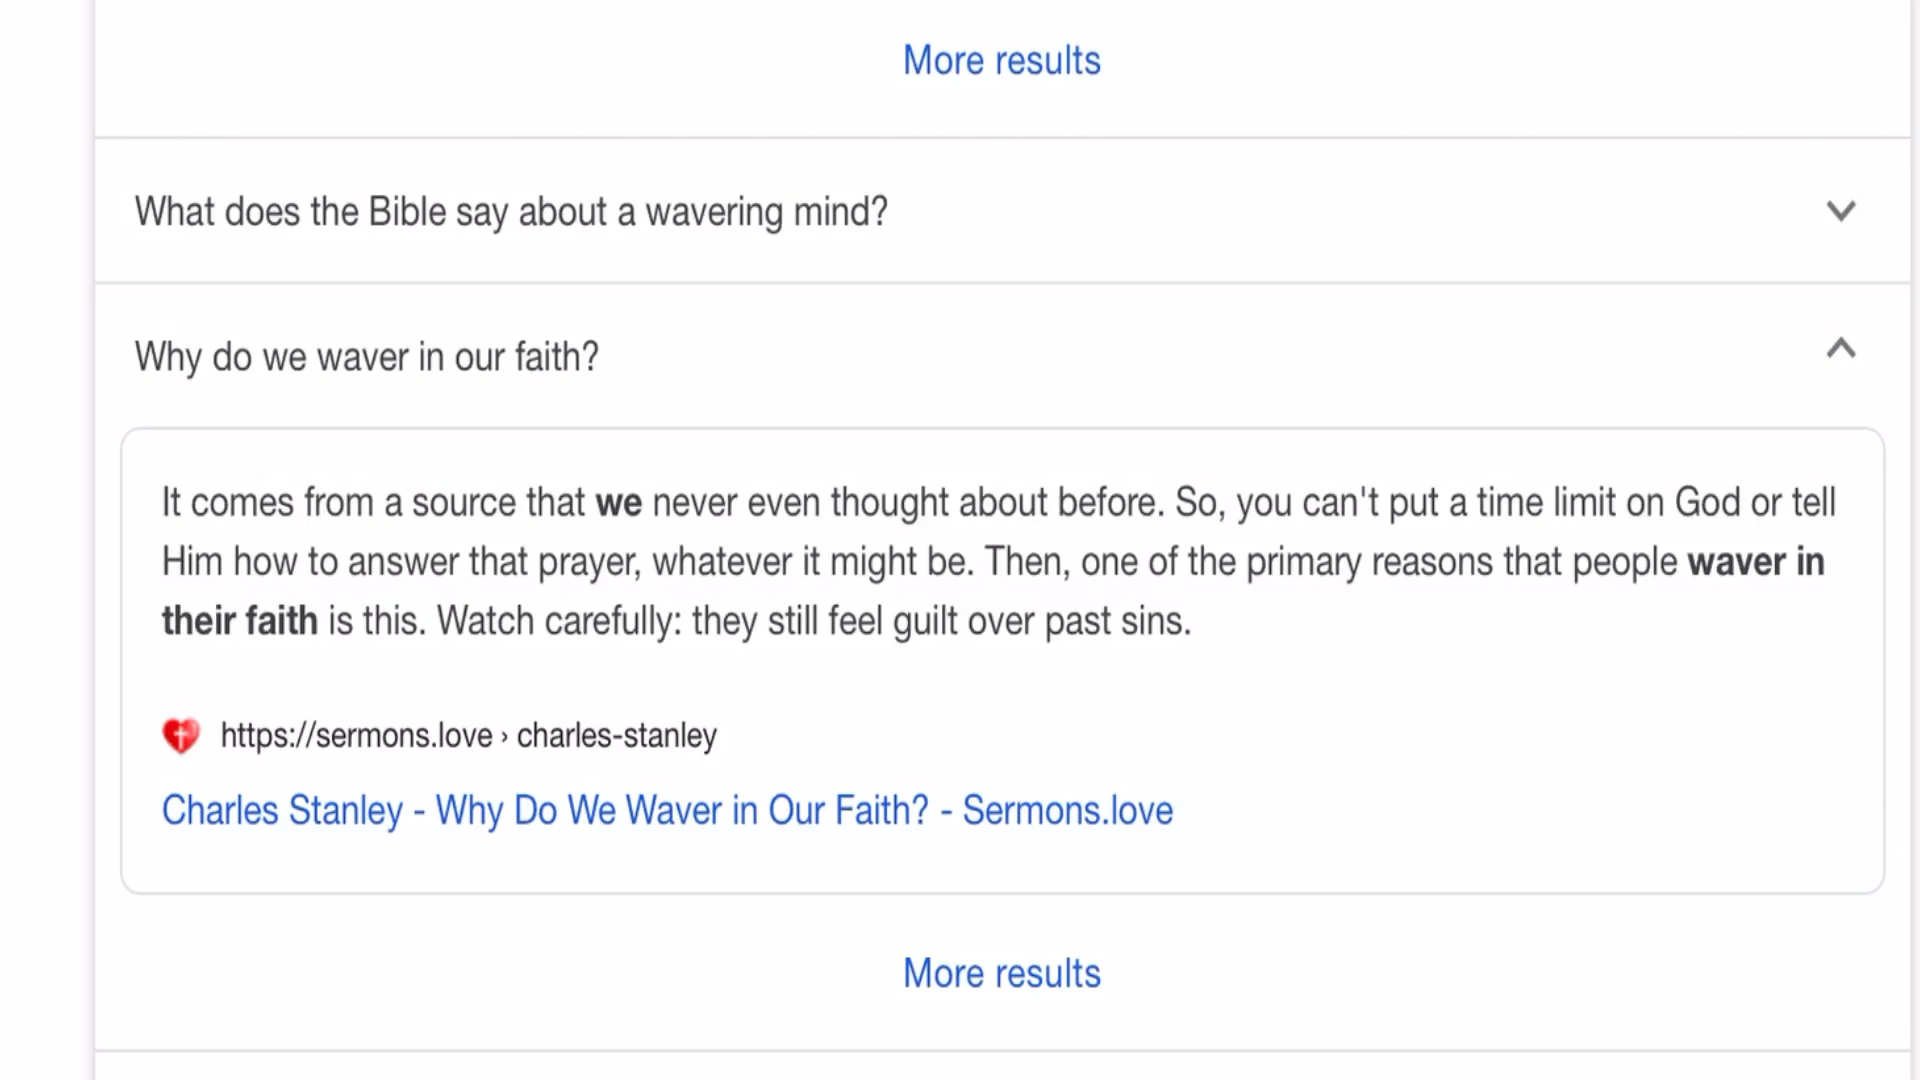 More results
What does the Bible say about a wavering mind?
Why do we waver in our faith?
It comes from a source that we never even thought about before. So, you can't put a time limit on God or tell
Him how to answer that prayer, whatever it might be. Then, one of the primary reasons that people waver in
their faith is this. Watch carefully: they still feel guilt over past sins.
https://sermons.love › charles-stanley
Charles Stanley - Why Do We Waver in Our Faith? - Sermons.love
More results